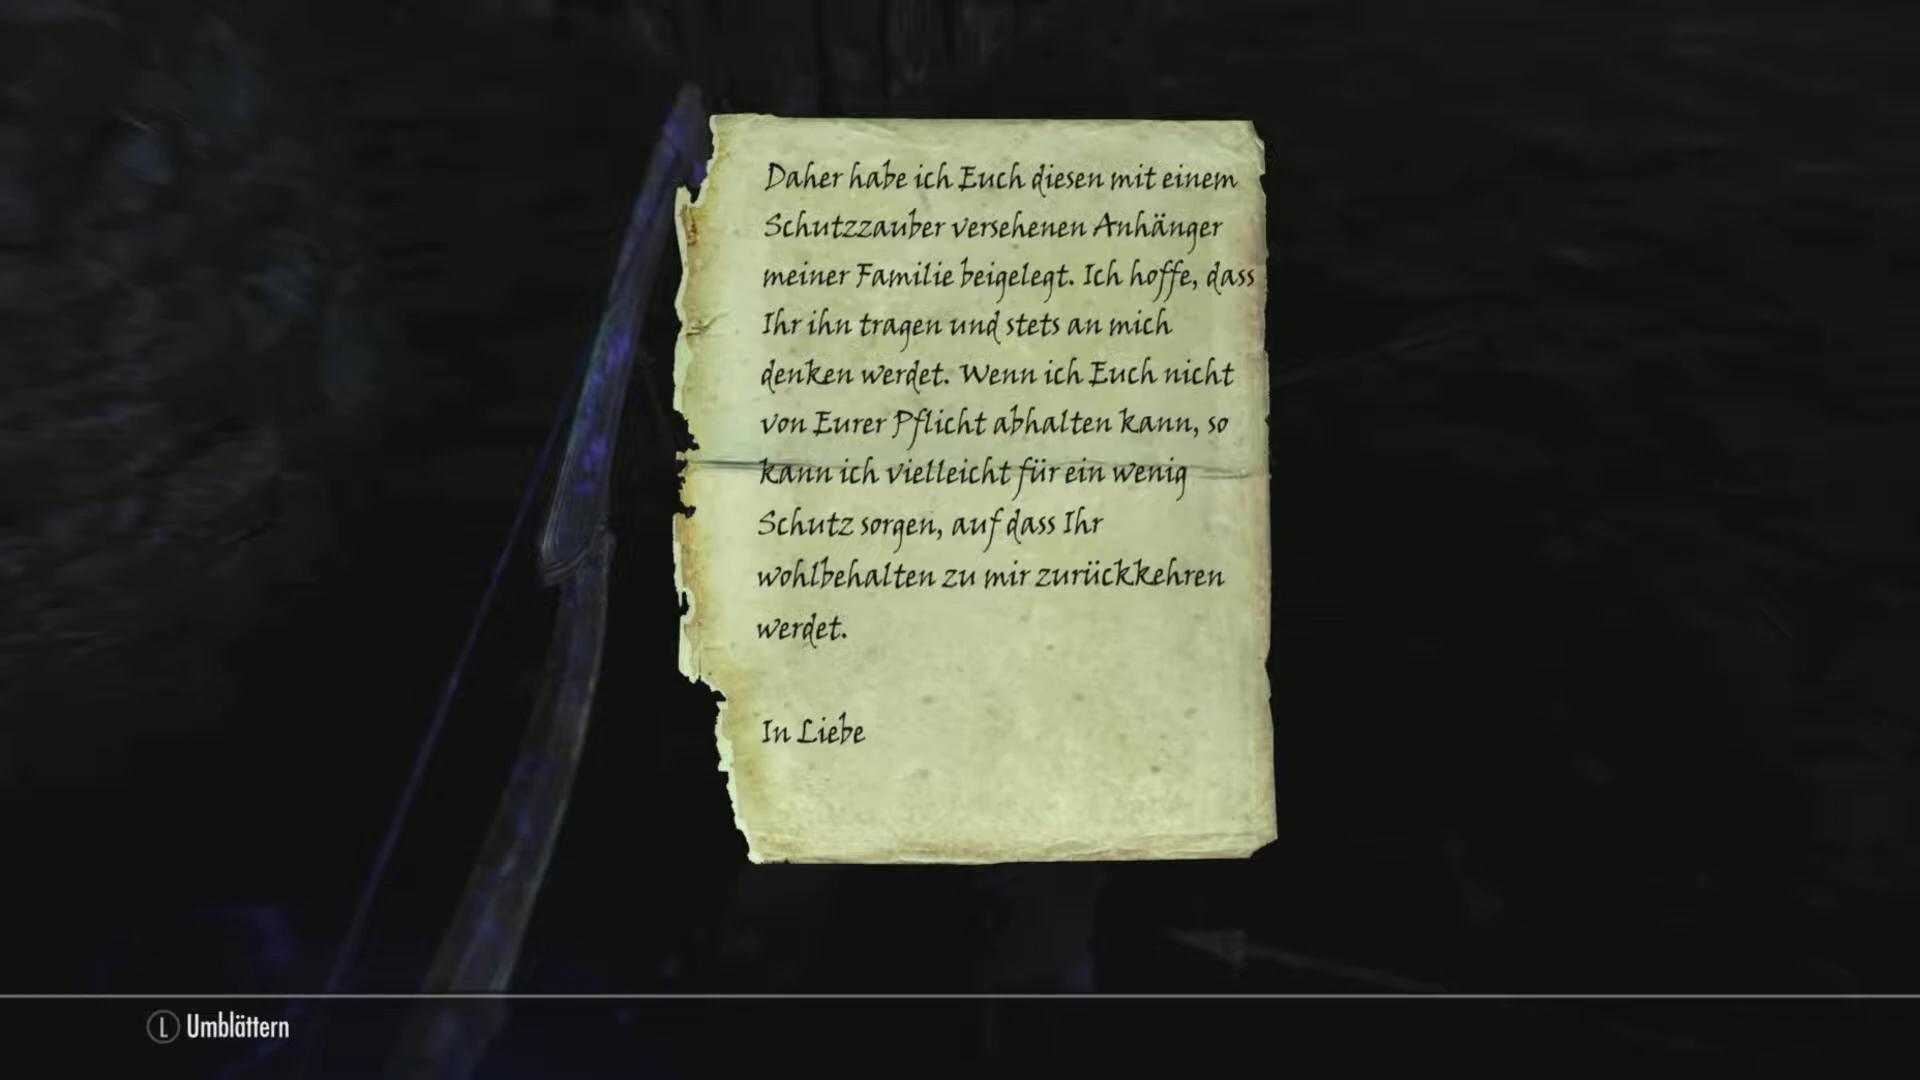 Daher habe ich Euch diesen mit einem
Schutzzauber versehenen Anhänger
meiner Familie beigelegt. Ich hoffe, dass
Ihr ihn tragen und stets an mich
denken werdet. Wenn ich Euch nicht
von Eurer Pflicht abhalten kann, so
kann ich vielleicht für ein wenig
Schutz sorgen, auf dass Ihr
wohlbehalten zu mir zurückkehren
werdet.
In Liebe
L Umblättern